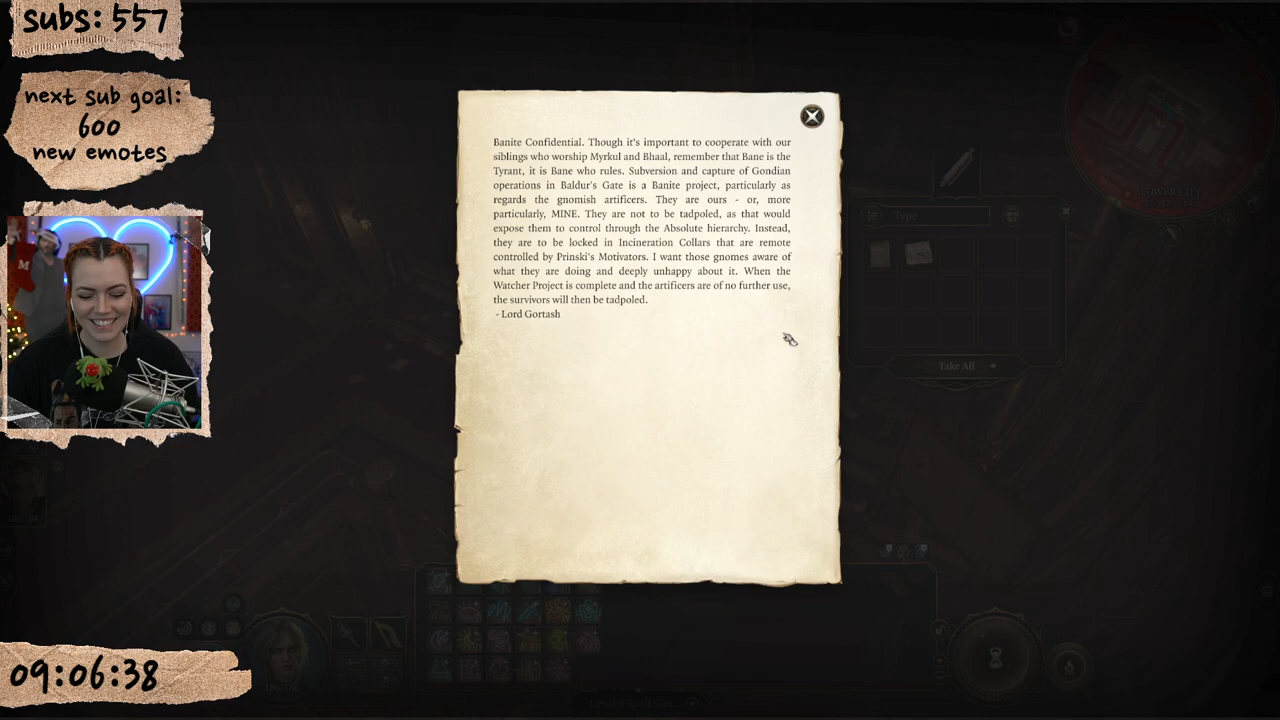 subs: 557
next sub goal:
600
new emotes
Banite Confidential. Though it's important to cooperate with our
siblings who worship Myrkul and Bhaal, remember that Bane is the
Tyrant, it is Bane who rules. Subversion and capture of Gondian
operations in Baldur's Gate is a Banite project, particularly as
regards the gnomish artificers. They are ours - or, more
particularly, MINE. They are not to be tadpoled, as that would
expose them to control through the Absolute hierarchy. Instead,
they are to be locked in Incineration Collars that are remote
controlled by Prinski's Motivators. I want those gnomes aware of
what they are doing and deeply unhappy about it. When the
Watcher Project is complete and the artificers are of no further use,
the survivors will then be tadpoled.
- Lord Gortash
Type
Take All
09:06:38